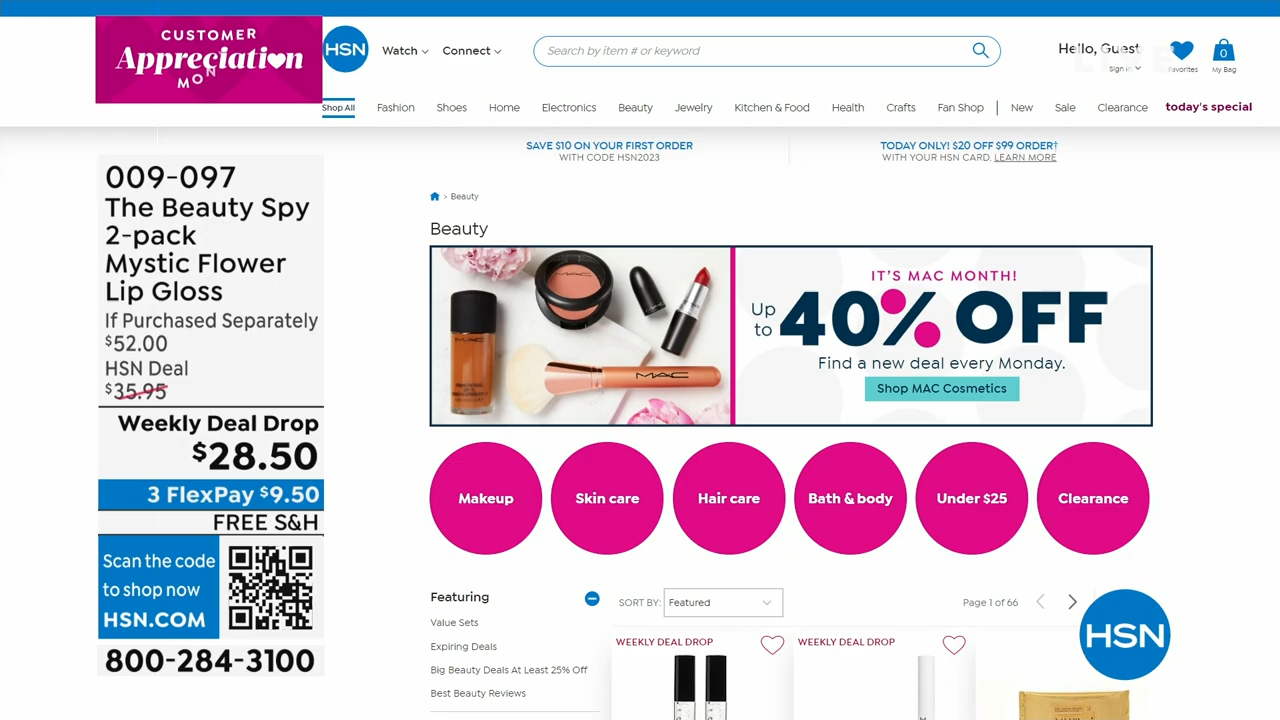 CUSTOMER
Appreciation
MON
HSN
Watch
Connect
Search by item # or keyword
Hello, Guest
Sign in
Favorites
0
My Bag
Shop All
Fashion
Shoes
Home
Electronics
Beauty
Jewelry
Kitchen & Food
Health
Crafts
Fan Shop
New
Sale
Clearance
today's special
SAVE $10 ON YOUR FIRST ORDER
WITH CODE HSN2023
TODAY ONLY! $20 OFF $99 ORDER†
WITH YOUR HSN CARD. LEARN MORE
009-097
The Beauty Spy
2-pack
Mystic Flower
Lip Gloss
If Purchased Separately
$52.00
HSN Deal
$35.95
Weekly Deal Drop
$28.50
3 FlexPay $9.50
FREE S&H
Scan the code
to shop now
HSN.COM
800-284-3100
> Beauty
Beauty
MAC
MAC
MAC
IT'S MAC MONTH!
Up to 40% OFF
Find a new deal every Monday.
Shop MAC Cosmetics
Makeup
Skin care
Hair care
Bath & body
Under $25
Clearance
Featuring
Value Sets
Expiring Deals
Big Beauty Deals At Least 25% Off
Best Beauty Reviews
SORT BY:
Featured
Page 1 of 66
WEEKLY DEAL DROP
WEEKLY DEAL DROP
HSN